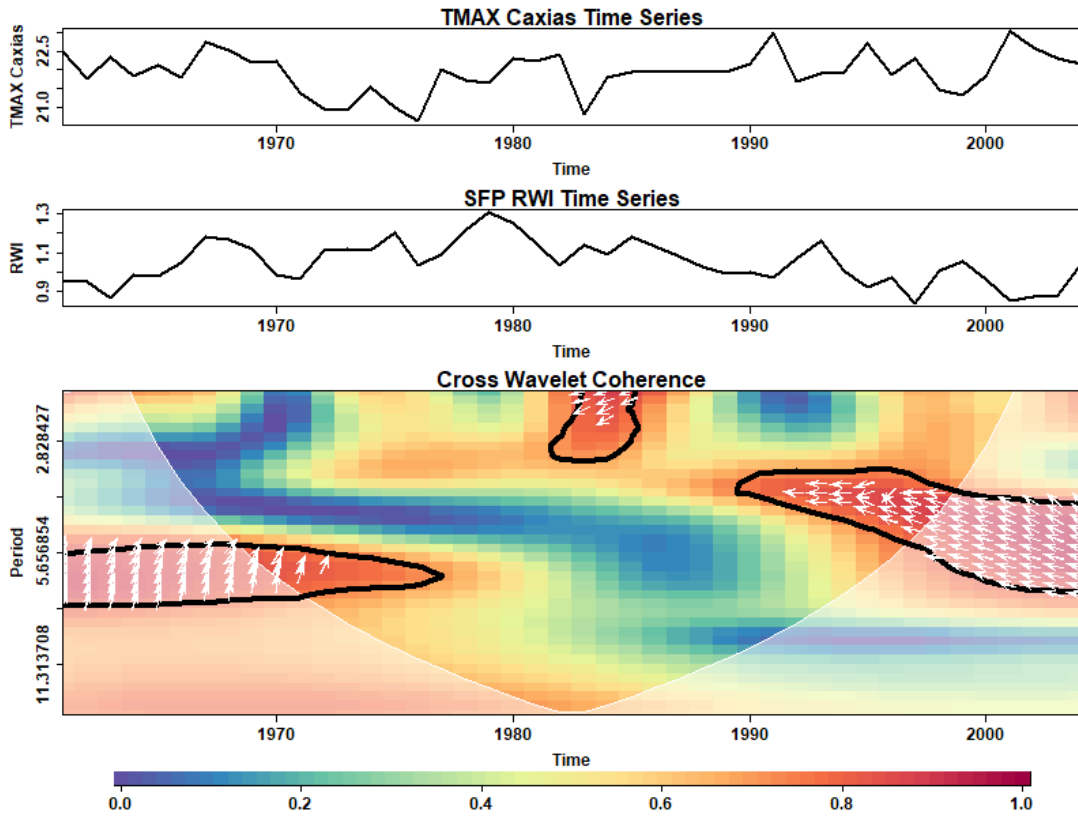 TMAX Caxias Time Series
TMAX Caxias
22.5
21.0
1970
1980
1990
2000
Time
SFP RWI Time Series
RWI
1.3
1.1
0.9
1970
1980
1990
2000
Time
Cross Wavelet Coherence
Period
2.828427
5.656854
11.313708
1970
1980
1990
2000
Time
0.0
0.2
0.4
0.6
0.8
1.0